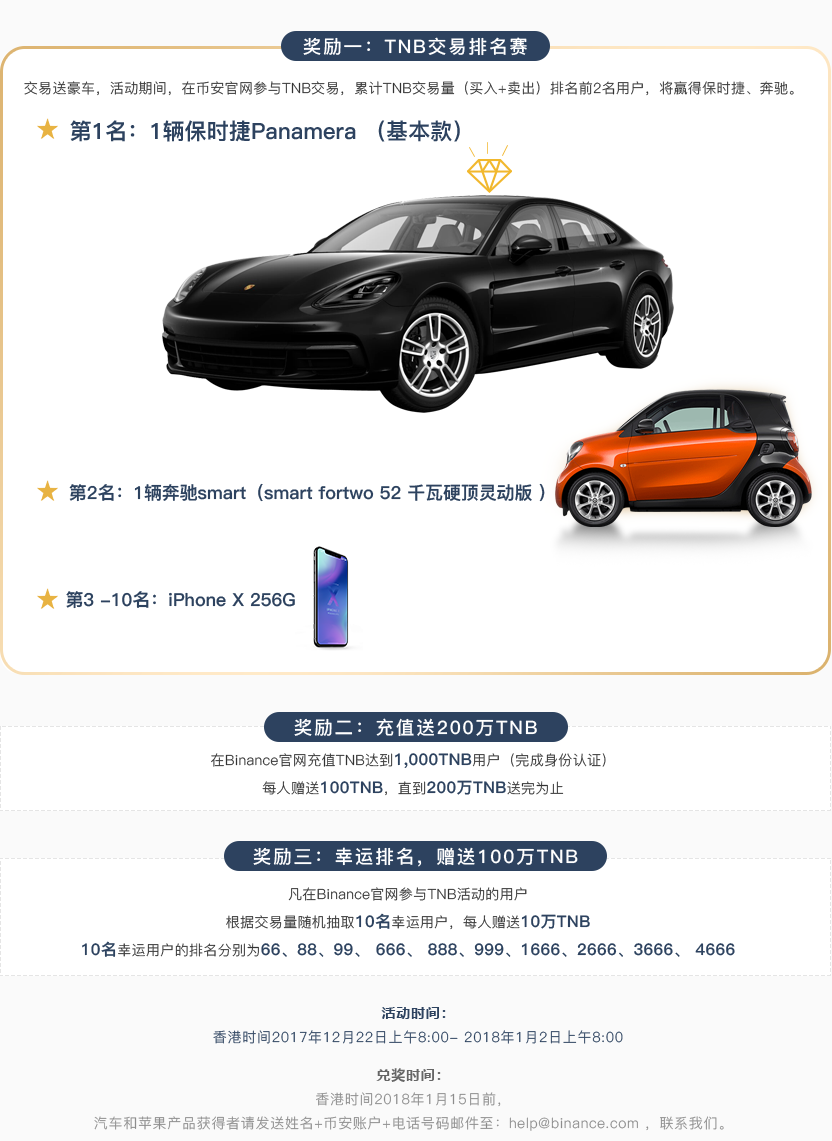 奖励一：TNB交易排名赛
交易送豪车，活动期间，在币安官网参与TNB交易，累计TNB交易量（买入+卖出）排名前2名用户，将赢得保时捷、奔驰。
第1名：1辆保时捷Panamera （基本款）
第2名：1辆奔驰smart（smart fortwo 52 千瓦硬顶灵动版 ）
第3 –10名：iPhone X 256G
奖励二：充值送200万TNB
在Binance官网充值TNB达到1,000TNB用户（完成身份认证）
每人赠送100TNB，直到200万TNB送完为止
奖励三：幸运排名，赠送100万TNB
凡在Binance官网参与TNB活动的用户
根据交易量随机抽取10名幸运用户，每人赠送10万TNB
10名幸运用户的排名分别为66、88、99、 666、 888、999、1666、2666、3666、 4666
活动时间：
香港时间2017年12月22日上午8:00– 2018年1月2日上午8:00
兑奖时间：
香港时间2018年1月15日前，
汽车和苹果产品获得者请发送姓名+币安账户+电话号码邮件至：help@binance.com ，联系我们。